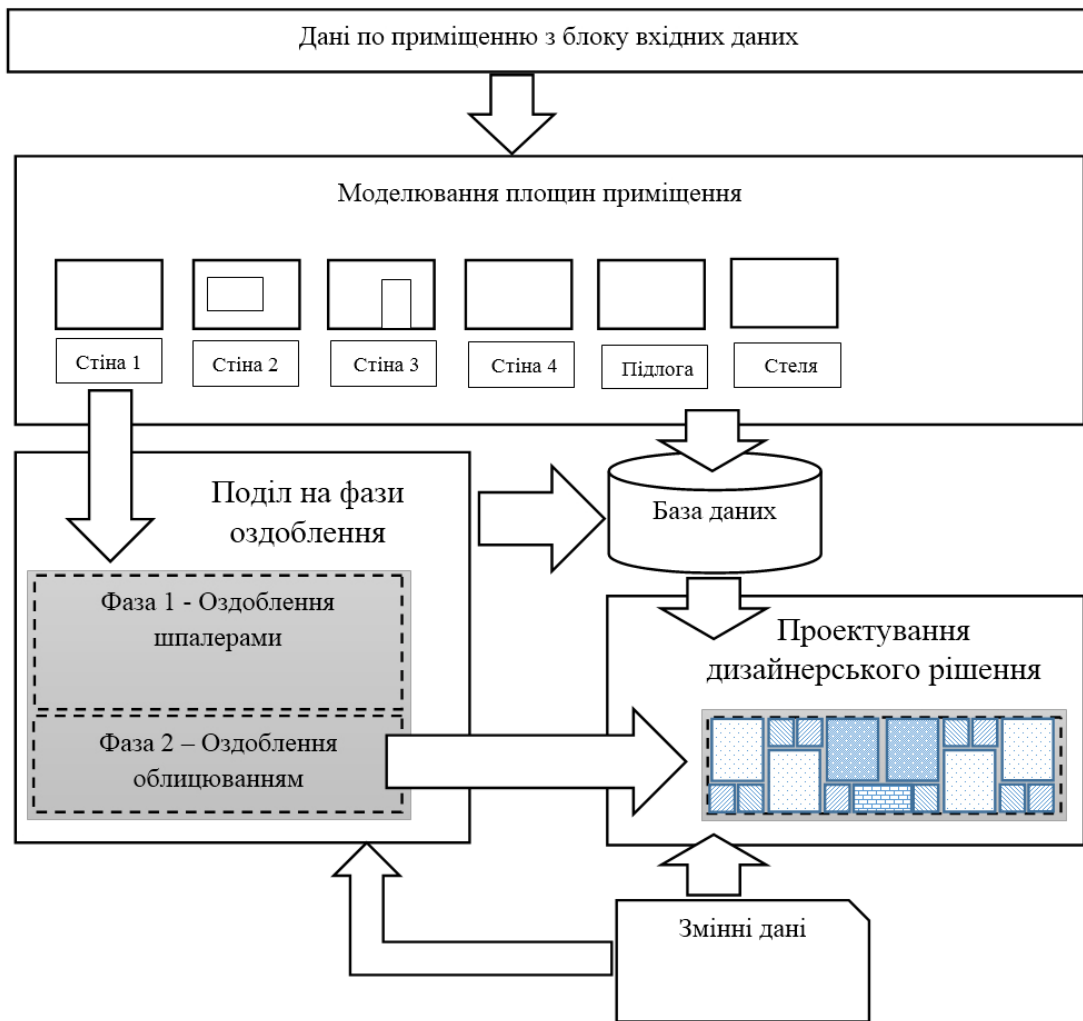 Дані по приміщенню з блоку вхідних даних
Моделювання площин приміщення
Стіна 1
Стіна 2
Стіна 3
Стіна 4
Підлога
Стеля
Поділ на фази
оздоблення
База даних
Фаза 1 - Оздоблення
шпалерами
Фаза 2 – Оздоблення
облицюванням
Проектування
дизайнерського рішення
Змінні дані